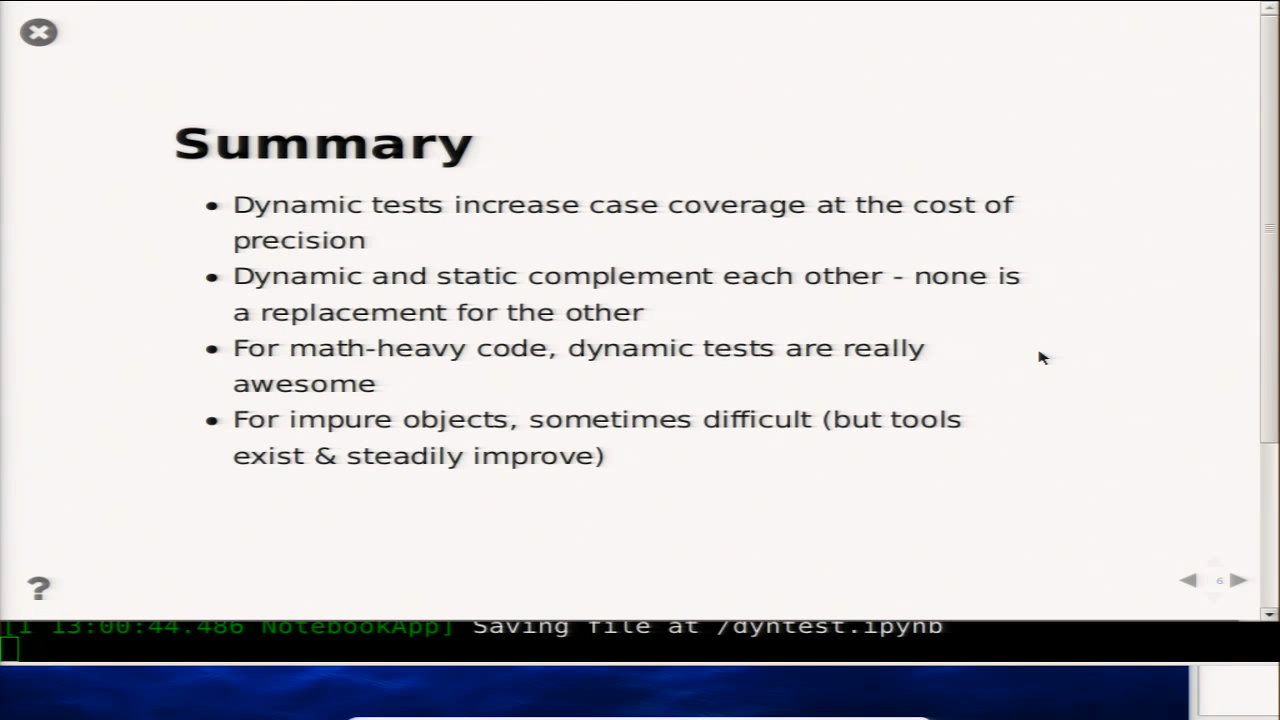 Summary
• Dynamic tests increase case coverage at the cost of
precision
• Dynamic and static complement each other - none is
a replacement for the other
• For math-heavy code, dynamic tests are really
awesome
• For impure objects, sometimes difficult (but tools
exist & steadily improve)
?
6
[I 13:00:44.486 NotebookApp] Saving file at /dyntest.ipynb